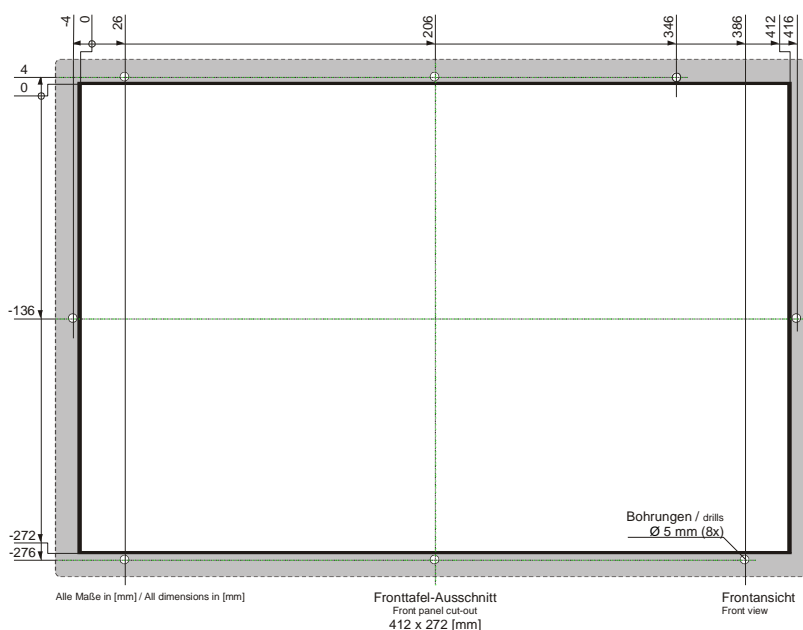 -4
0
26
206
346
386
412
416
4
0
-136
-272
-276
Bohrungen / drills
Ø 5 mm (8x)
Alle Maße in [mm] / All dimensions in [mm]
Fronttafel-Ausschnitt
Front panel cut-out
412 x 272 [mm]
Frontansicht
Front view